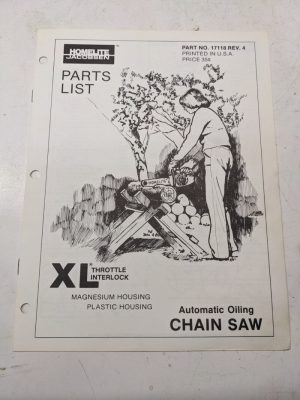 HOMELITE
JACOBSEN
PARTS
LIST
PART NO. 17118 REV. 4
PRINTED IN U.S.A.
PRICE 35¢
HOMELITE
XL THROTTLE
INTERLOCK
MAGNESIUM HOUSING
PLASTIC HOUSING
Automatic Oiling
CHAIN SAW